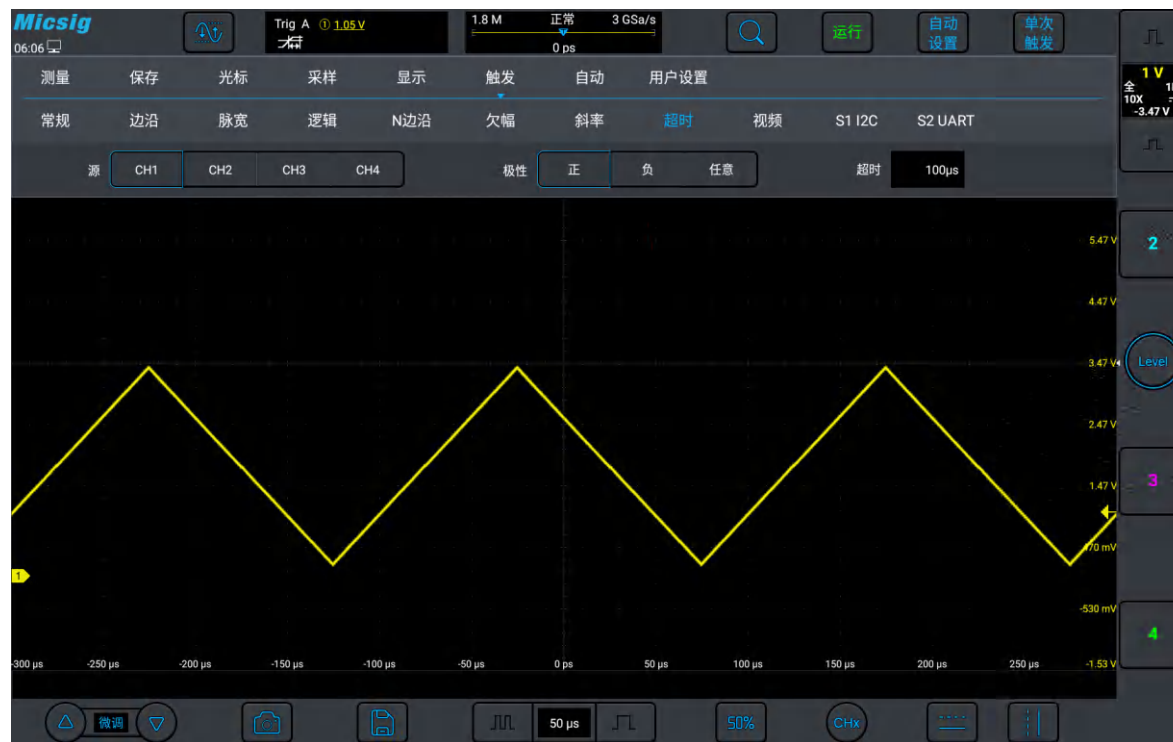 Micsig
06:06
Trig A ① 1.05 V
1.8 M 正常 3 GSa/s
0 ps
运行
自动
设置
单次
触发
测量 保存 光标 采样 显示 触发 自动 用户设置
常规 边沿 脉宽 逻辑 N边沿 欠幅 斜率 超时 视频 S1 I2C S2 UART
源 CH1 CH2 CH3 CH4 极性 正 负 任意 超时 100μs
1 V
全
10X
-3.47 V
5.47 V
2
4.47 V
3.47 V
Level
2.47 V
1.47 V
3
-530 mV
1
4
-300 μs -250 μs -200 μs -150 μs -100 μs -50 μs 0 ps 50 μs 100 μs 150 μs 200 μs 250 μs -1.53 V
微调 50 μs 50% CHx